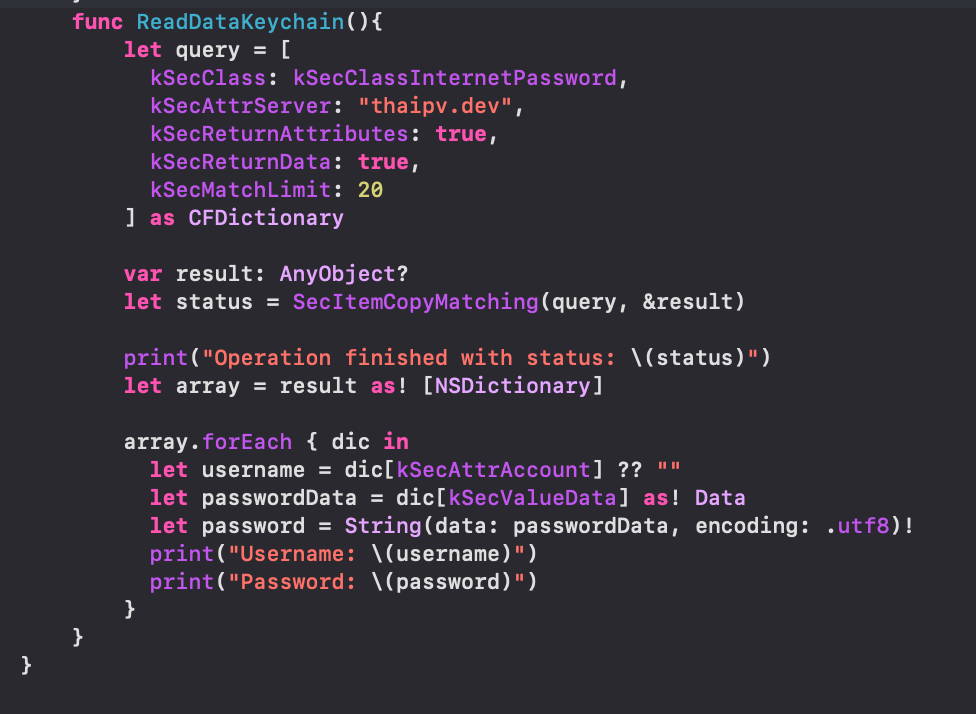 func ReadDataKeychain(){
let query = [
kSecClass: kSecClassInternetPassword,
kSecAttrServer: "thaipv.dev",
kSecReturnAttributes: true,
kSecReturnData: true,
kSecMatchLimit: 20
] as CFDictionary
var result: AnyObject?
let status = SecItemCopyMatching(query, &result)
print("Operation finished with status: \(status)")
let array = result as! [NSDictionary]
array.forEach { dic in
let username = dic[kSecAttrAccount] ?? ""
let passwordData = dic[kSecValueData] as! Data
let password = String(data: passwordData, encoding: .utf8)!
print("Username: \(username)")
print("Password: \(password)")
}
}
}